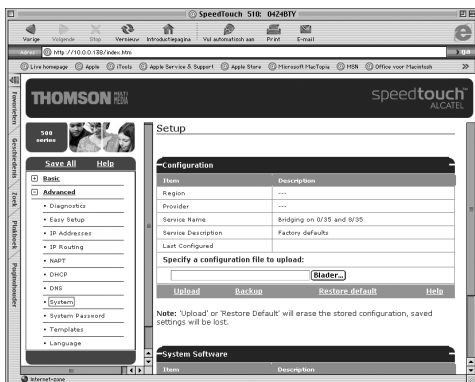 SpeedTouch 510: 0424BTY
Vorige Volgende Stop Vernieuw Introductiepagina Vul automatisch aan Print E-mail
Adres http://10.0.0.138/index.htm ga
Live homepage Apple iTools Apple Service & Support Apple Store Microsoft MacTopia MSN Office voor Macintosh
Favorieten
Geschiedenis
Zoek
Plakboek
Paginahouder
THOMSON MULTI MEDIA
speedtouch™
ALCATEL
500 series
Save All Help
Basic
Advanced
• Diagnostics
• Easy Setup
• IP Addresses
• IP Routing
• NAPT
• DHCP
• DNS
• System
• System Password
• Templates
• Language
Setup
Configuration
Item Description
Region ---
Provider ---
Service Name Bridging on 0/35 and 8/35
Service Description Factory defaults
Last Configured
Specify a configuration file to upload:
Blader...
Upload Backup Restore default Help
Note: 'Upload' or 'Restore Default' will erase the stored configuration, saved
settings will be lost.
System Software
Item Description
Internet-zone